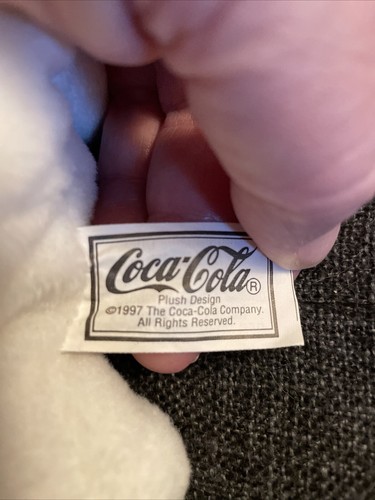 Coca-Cola®
Plush Design
©1997 The Coca-Cola Company.
All Rights Reserved.